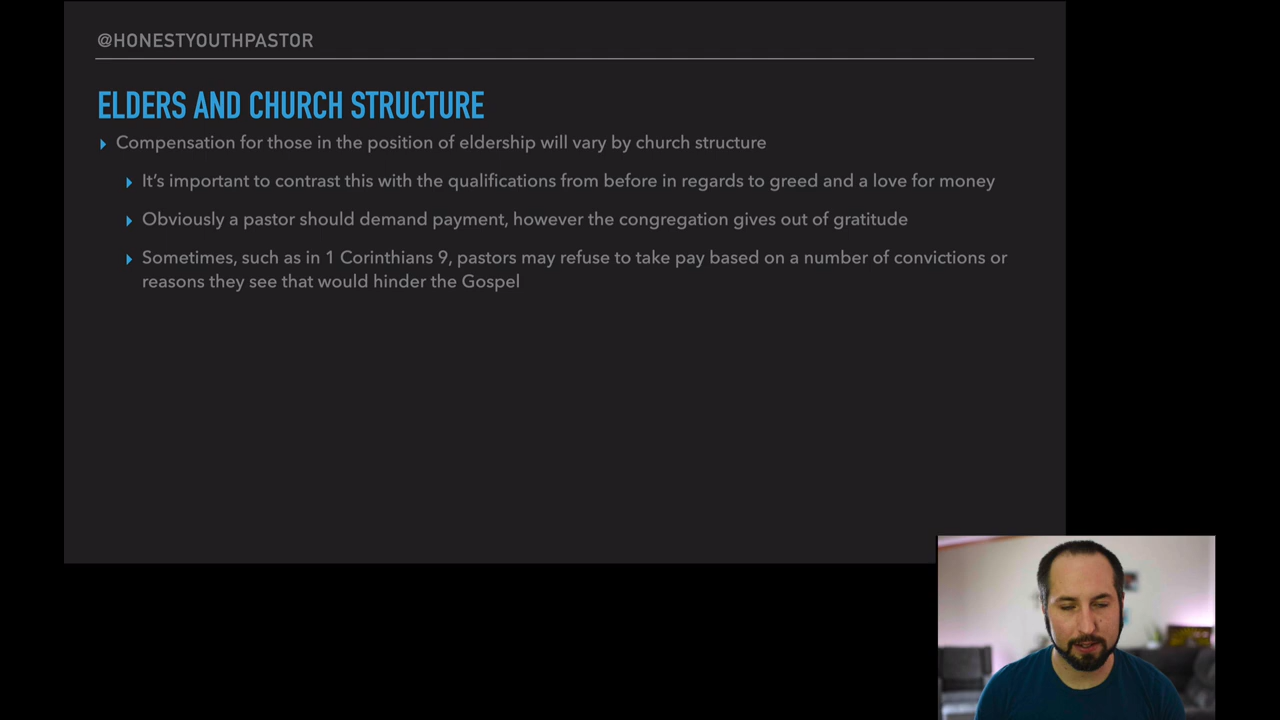 @HONESTYOUTHPASTOR
ELDERS AND CHURCH STRUCTURE
Compensation for those in the position of eldership will vary by church structure
It's important to contrast this with the qualifications from before in regards to greed and a love for money
Obviously a pastor should demand payment, however the congregation gives out of gratitude
Sometimes, such as in 1 Corinthians 9, pastors may refuse to take pay based on a number of convictions or
reasons they see that would hinder the Gospel